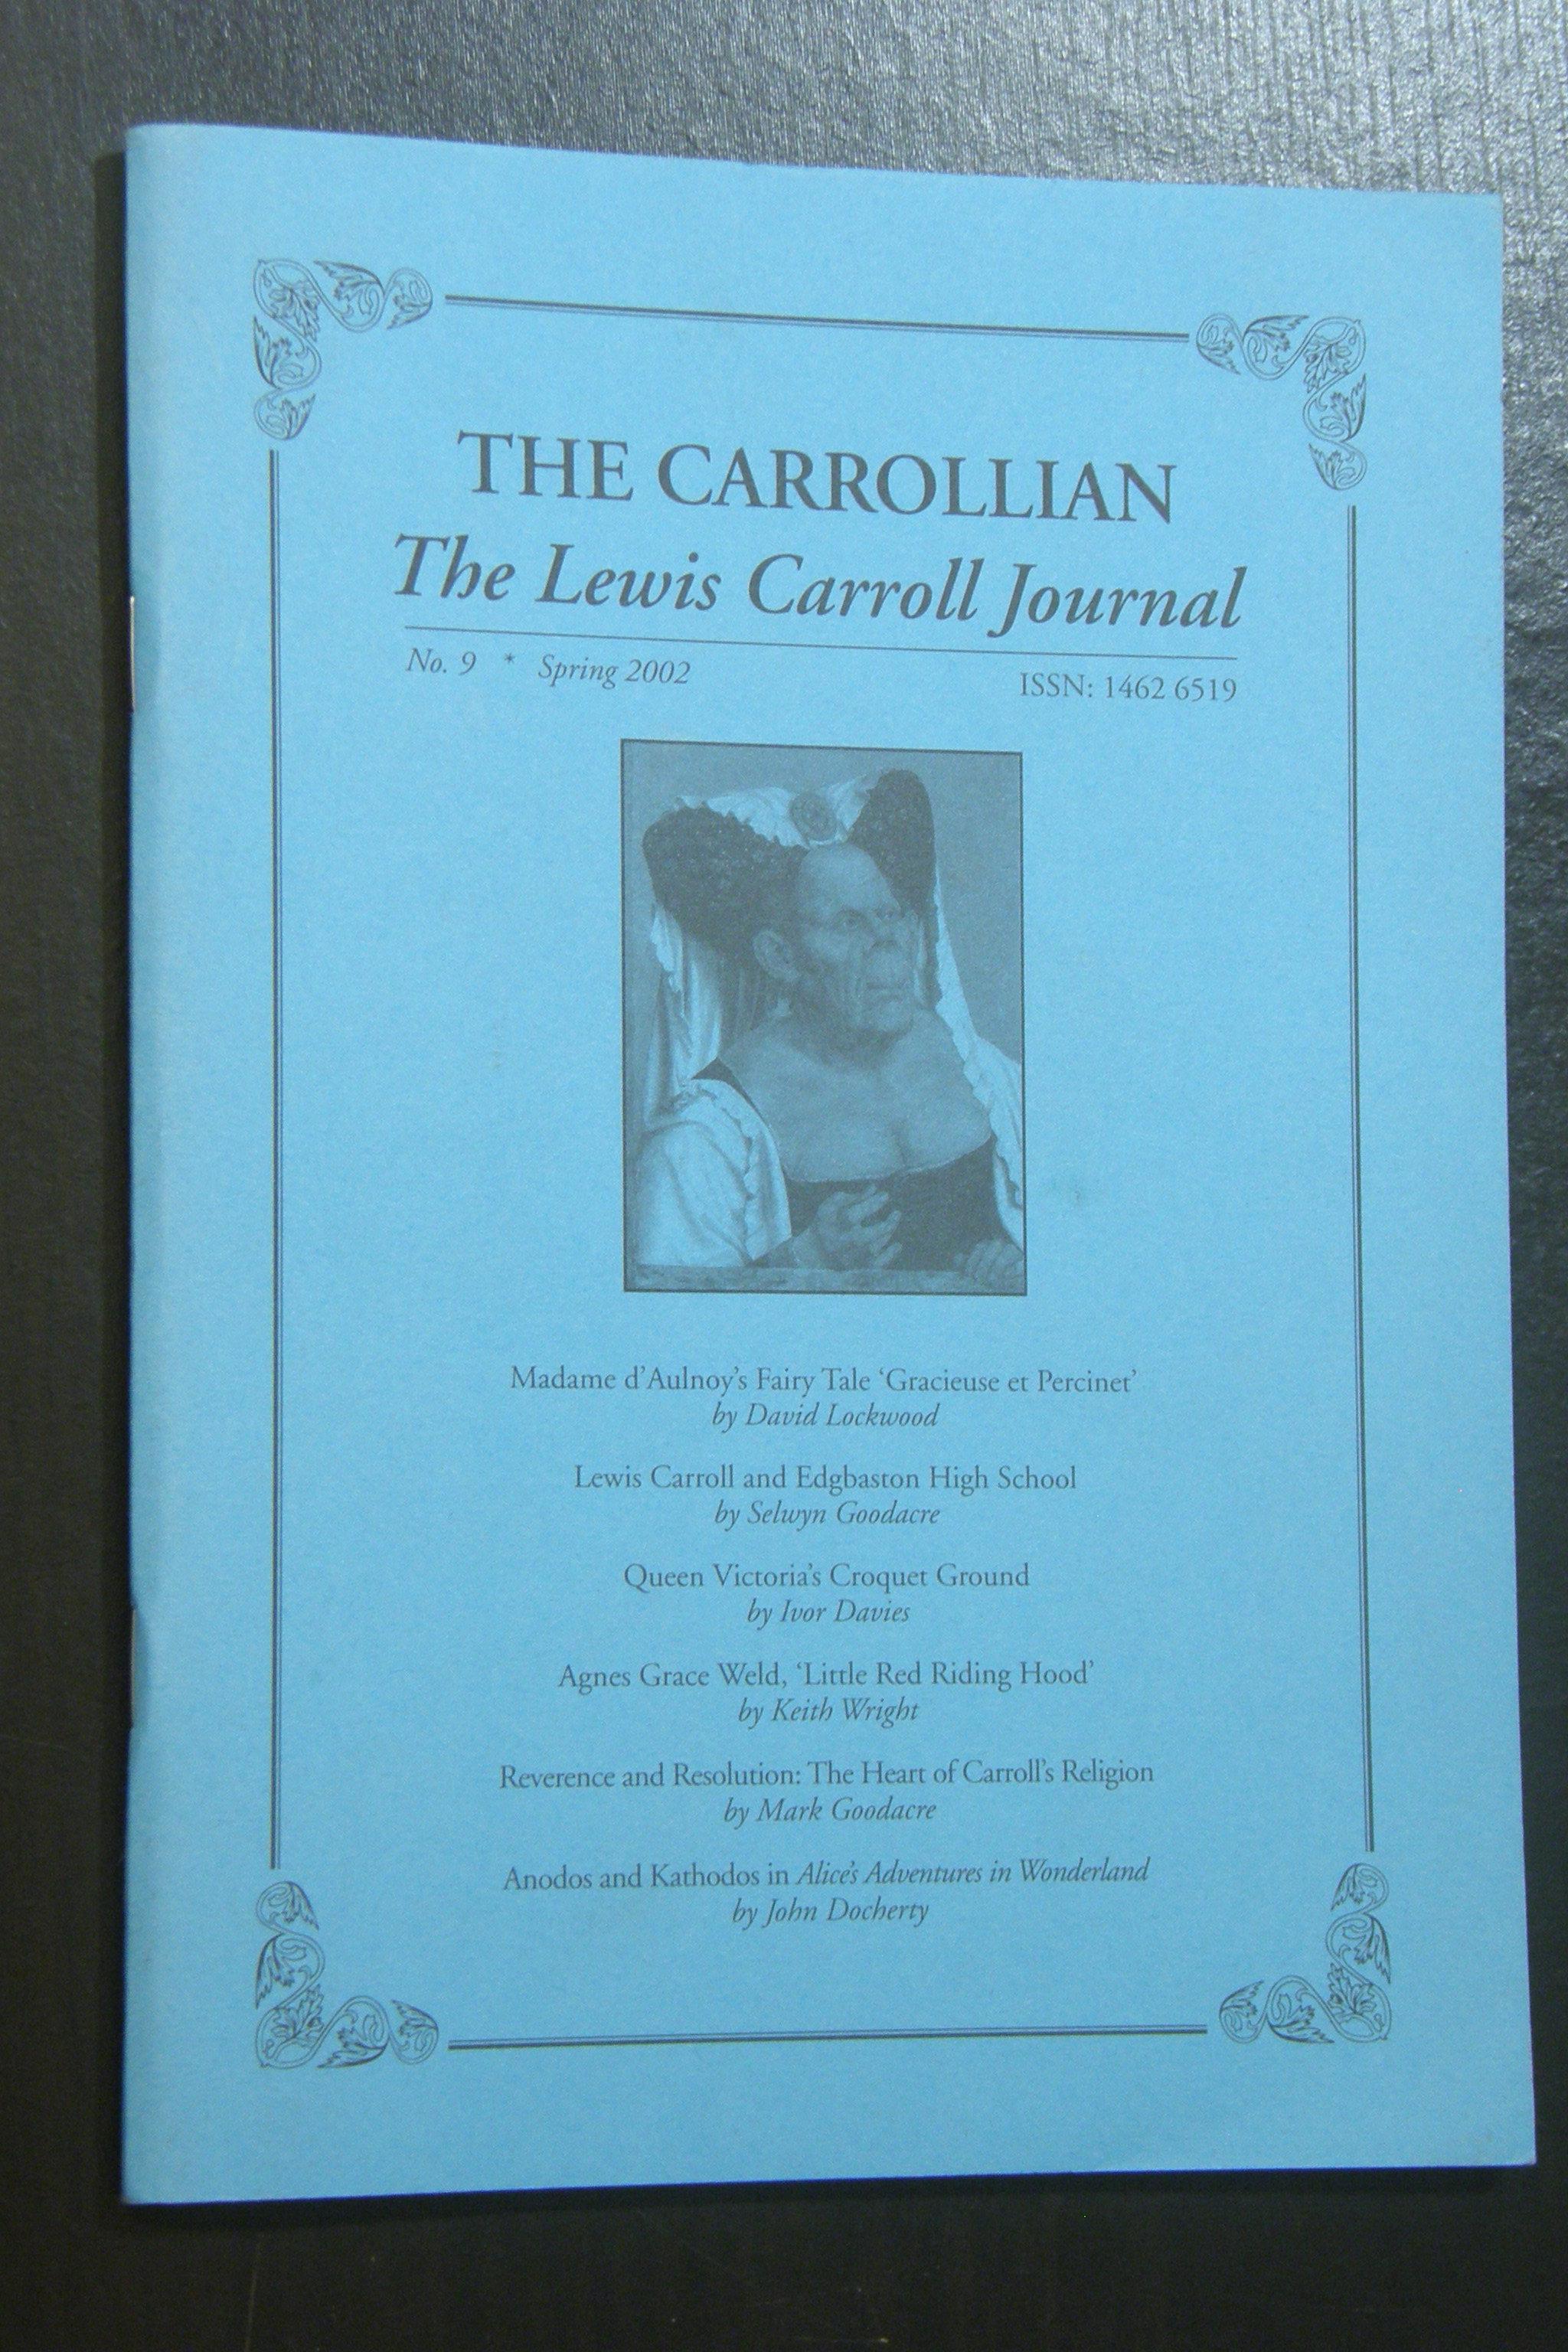 THE CARROLLIAN
The Lewis Carroll Journal
No. 9 * Spring 2002
ISSN: 1462 6519
Madame d’Aulnoy’s Fairy Tale ‘Gracieuse et Percinet’
by David Lockwood
Lewis Carroll and Edgbaston High School
by Selwyn Goodacre
Queen Victoria’s Croquet Ground
by Ivor Davies
Agnes Grace Weld, ‘Little Red Riding Hood’
by Keith Wright
Reverence and Resolution: The Heart of Carroll’s Religion
by Mark Goodacre
Anodos and Kathodos in Alice’s Adventures in Wonderland
by John Docherty